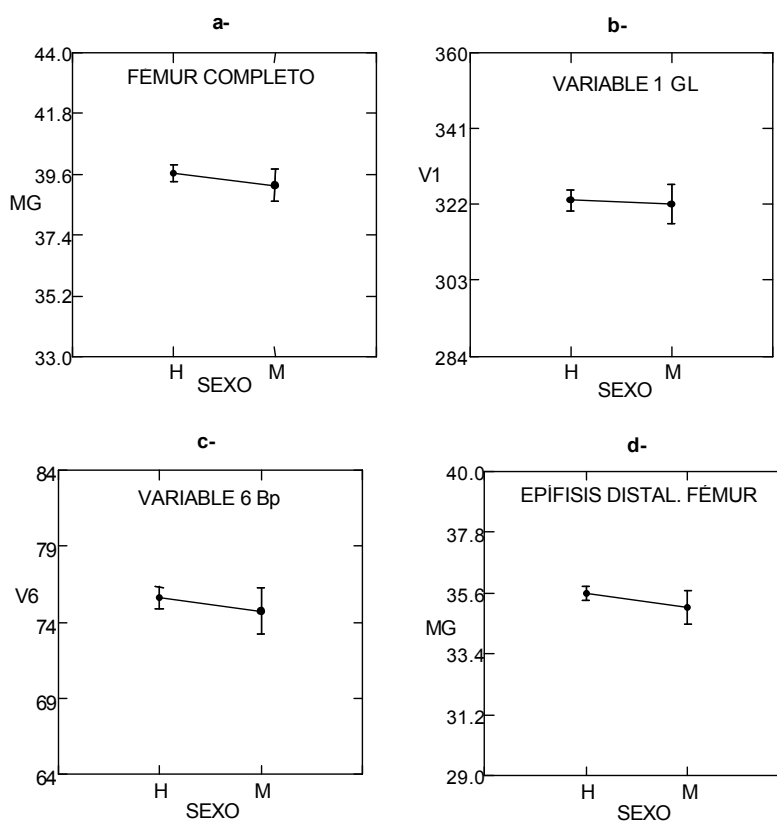 a-
44.0
FÉMUR COMPLETO
41.8
39.6
MG
37.4
35.2
33.0
H
M
SEXO
b-
360
VARIABLE 1 GL
341
V1
322
303
284
H
M
SEXO
c-
84
VARIABLE 6 Bp
79
V6
74
69
64
H
M
SEXO
d-
40.0
EPÍFISIS DISTAL. FÉMUR
37.8
35.6
MG
33.4
31.2
29.0
H
M
SEXO